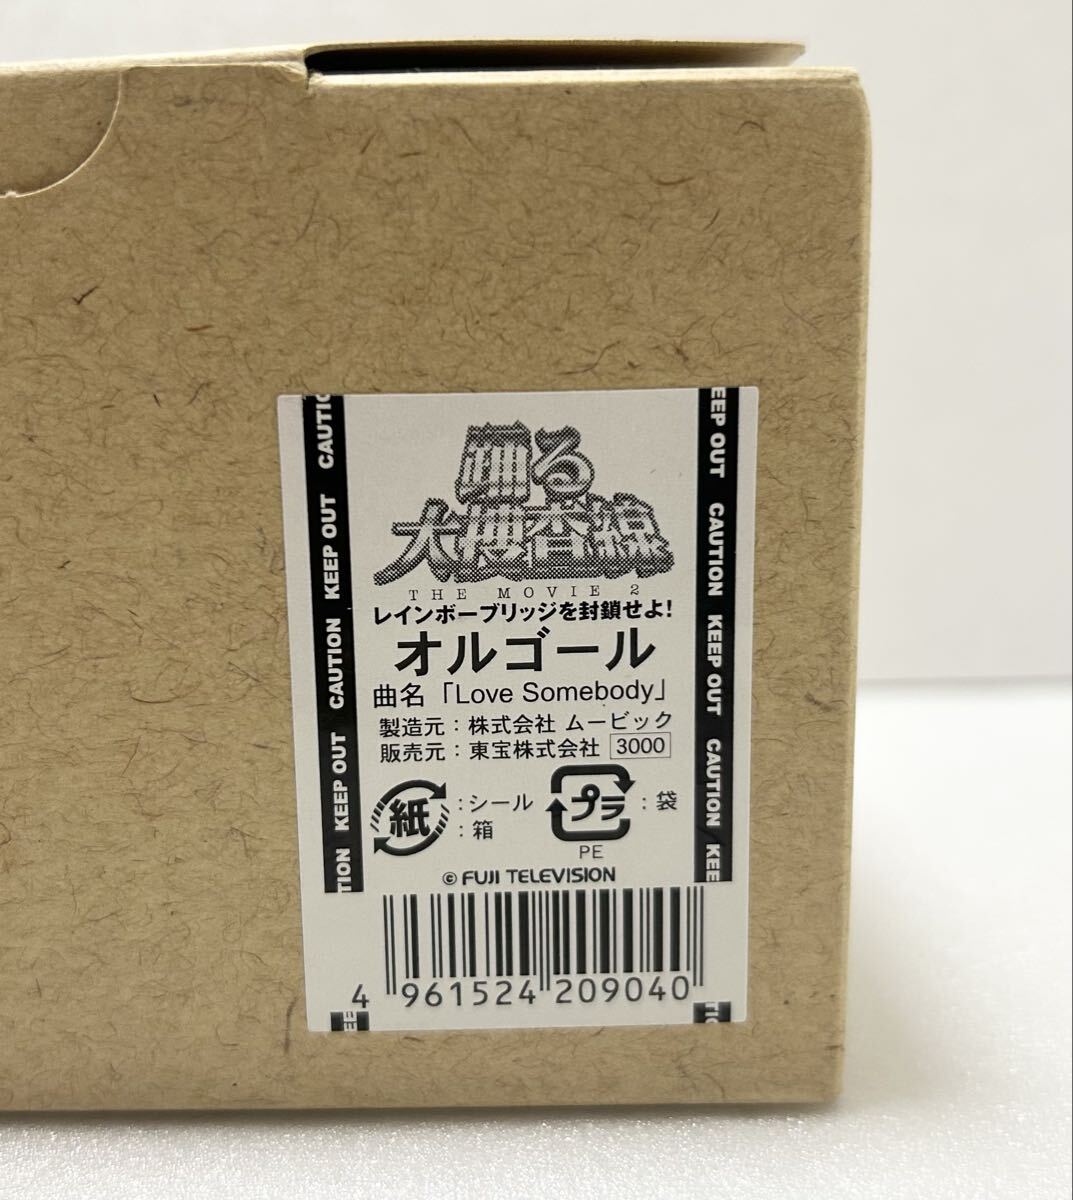 踊る
大捜査線
THE MOVIE 2
レインボーブリッジを封鎖せよ!
オルゴール
曲名「Love Somebody」
製造元：株式会社 ムービック
販売元：東宝株式会社 3000
紙 ：シール
：箱
プラ ：袋
PE
© FUJI TELEVISION
4 961524 209040
CAUTION KEEP OUT CAUTION KEEP OUT CAUTION
KEEP OUT CAUTION KEEP OUT CAUTION KEEP